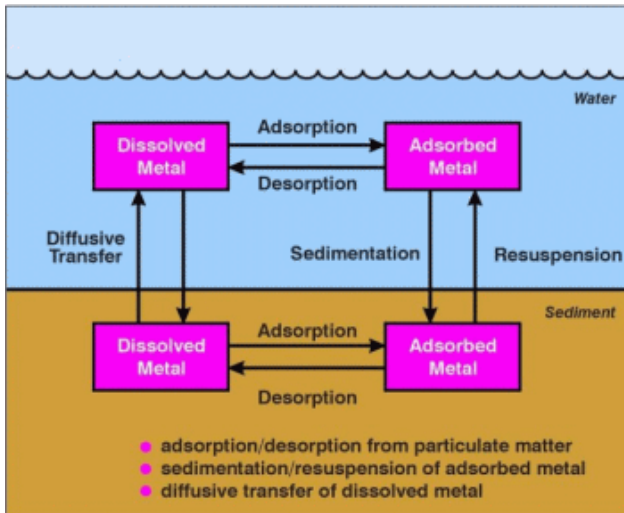 Water
Dissolved
Metal
Adsorption
Desorption
Adsorbed
Metal
Diffusive
Transfer
Sedimentation
Resuspension
Sediment
Dissolved
Metal
Adsorption
Desorption
Adsorbed
Metal
adsorption/desorption from particulate matter
sedimentation/resuspension of adsorbed metal
diffusive transfer of dissolved metal